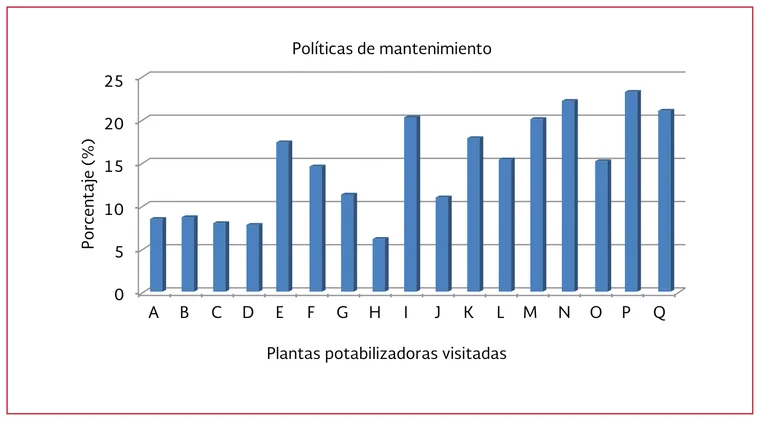 Políticas de mantenimiento
25
20
15
10
5
0
Porcentaje (%)
A B C D E F G H I J K L M N O P Q
Plantas potabilizadoras visitadas